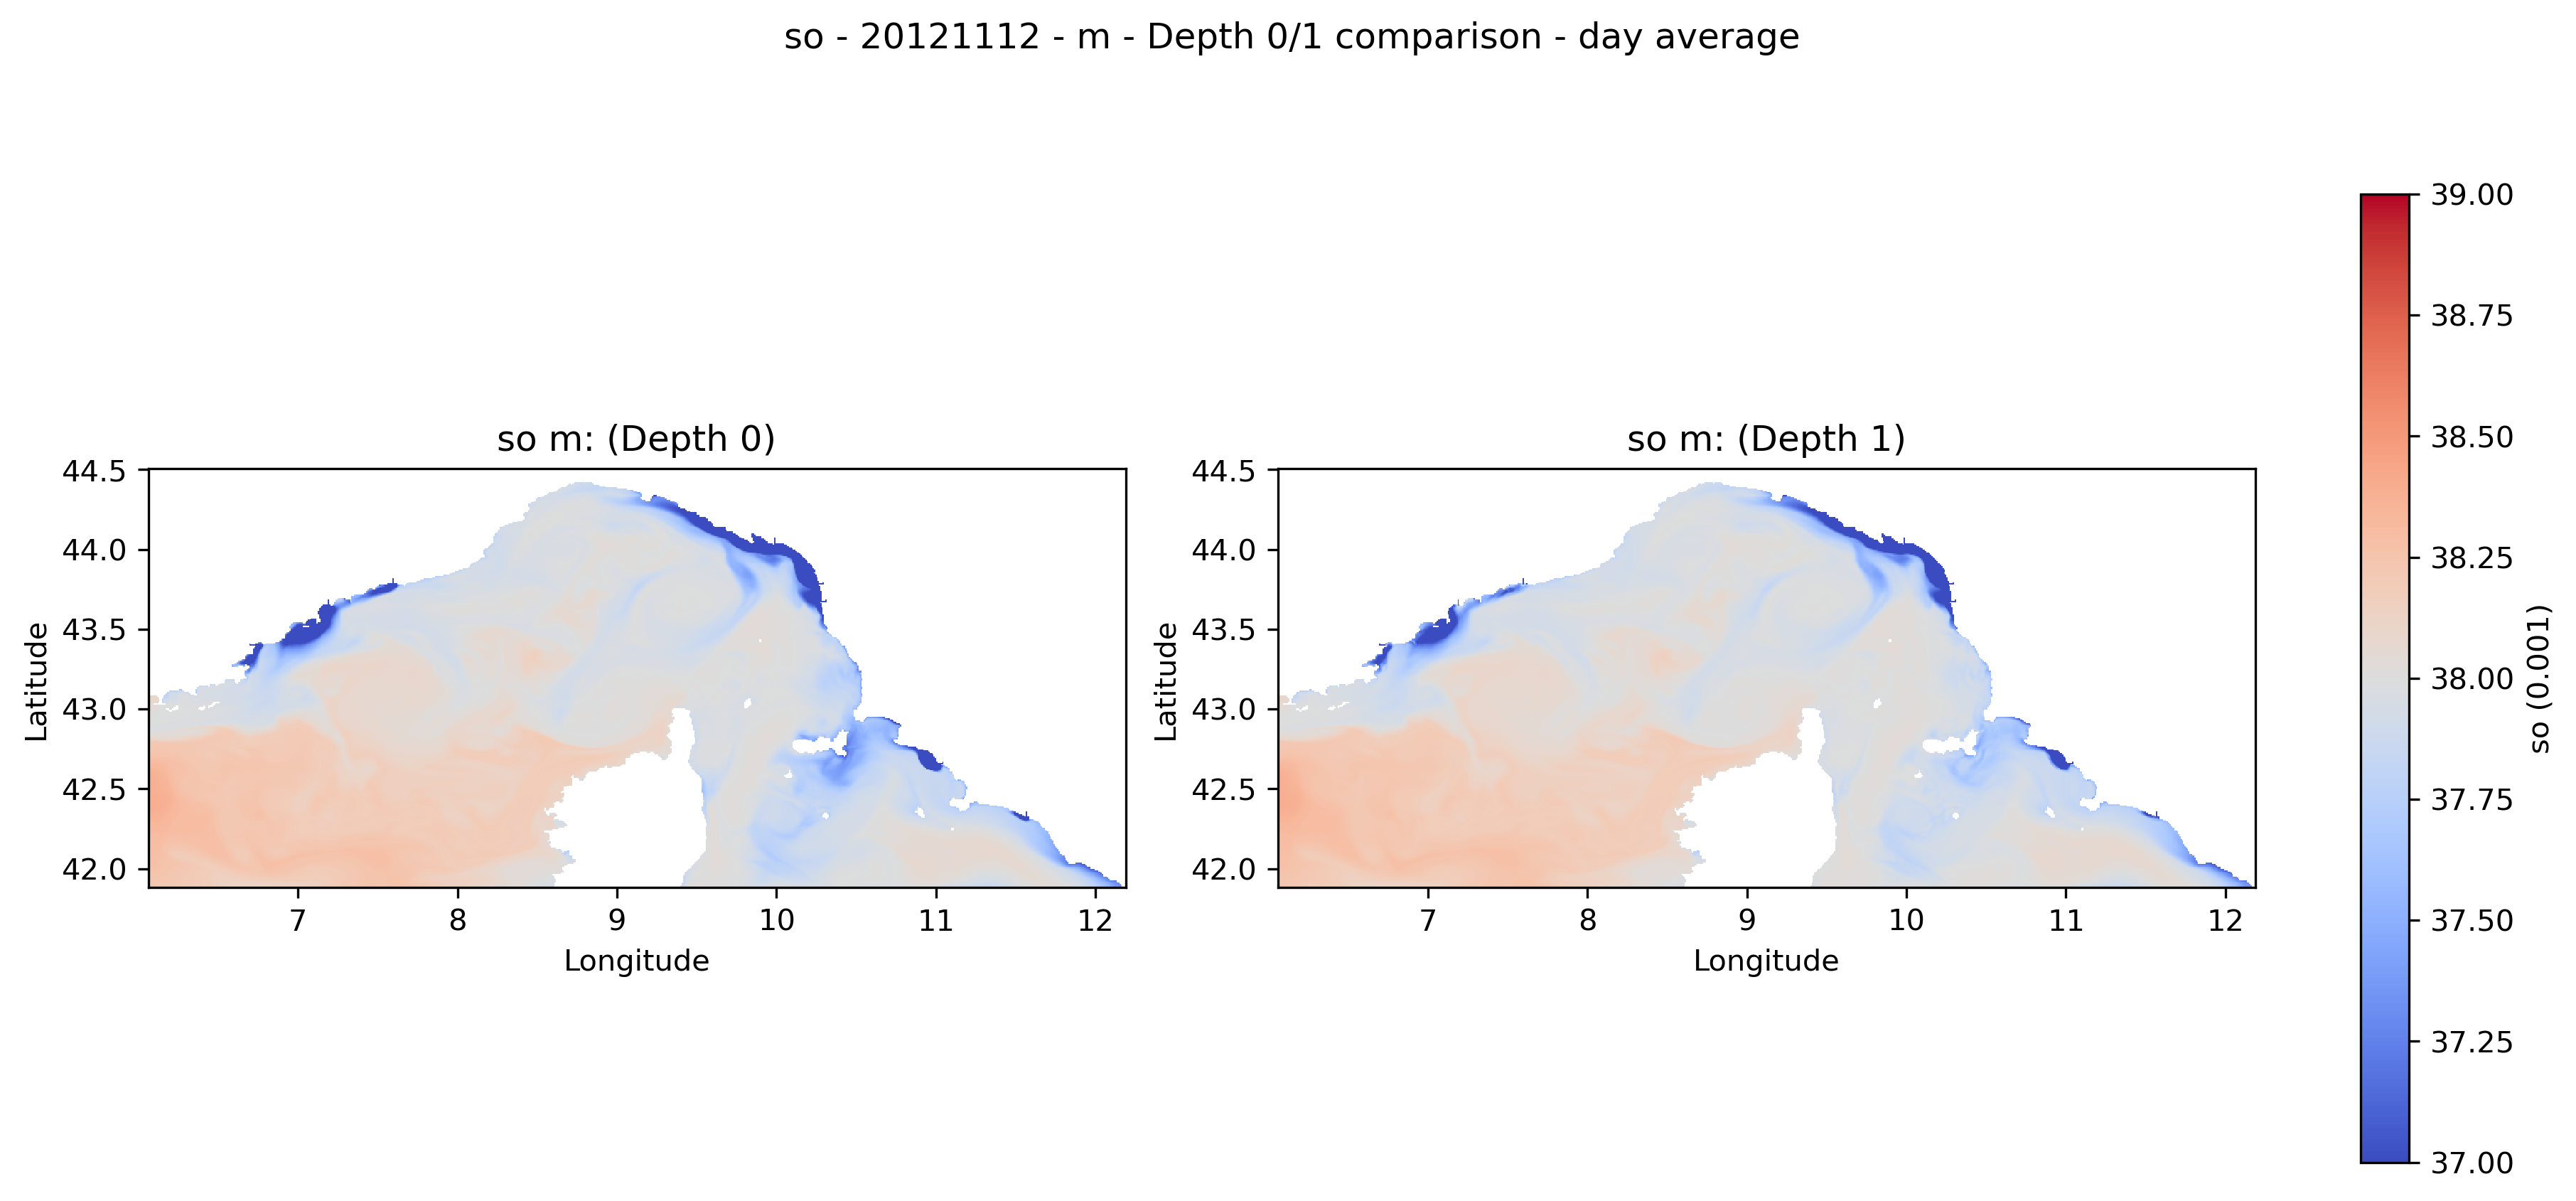 so - 20121112 - m - Depth 0/1 comparison - day average
so m: (Depth 0)
44.5
44.0
43.5
43.0
42.5
42.0
Latitude
7 8 9 10 11 12
Longitude
so m: (Depth 1)
44.5
44.0
43.5
43.0
42.5
42.0
Latitude
7 8 9 10 11 12
Longitude
39.00
38.75
38.50
38.25
38.00
37.75
37.50
37.25
37.00
so (0.001)